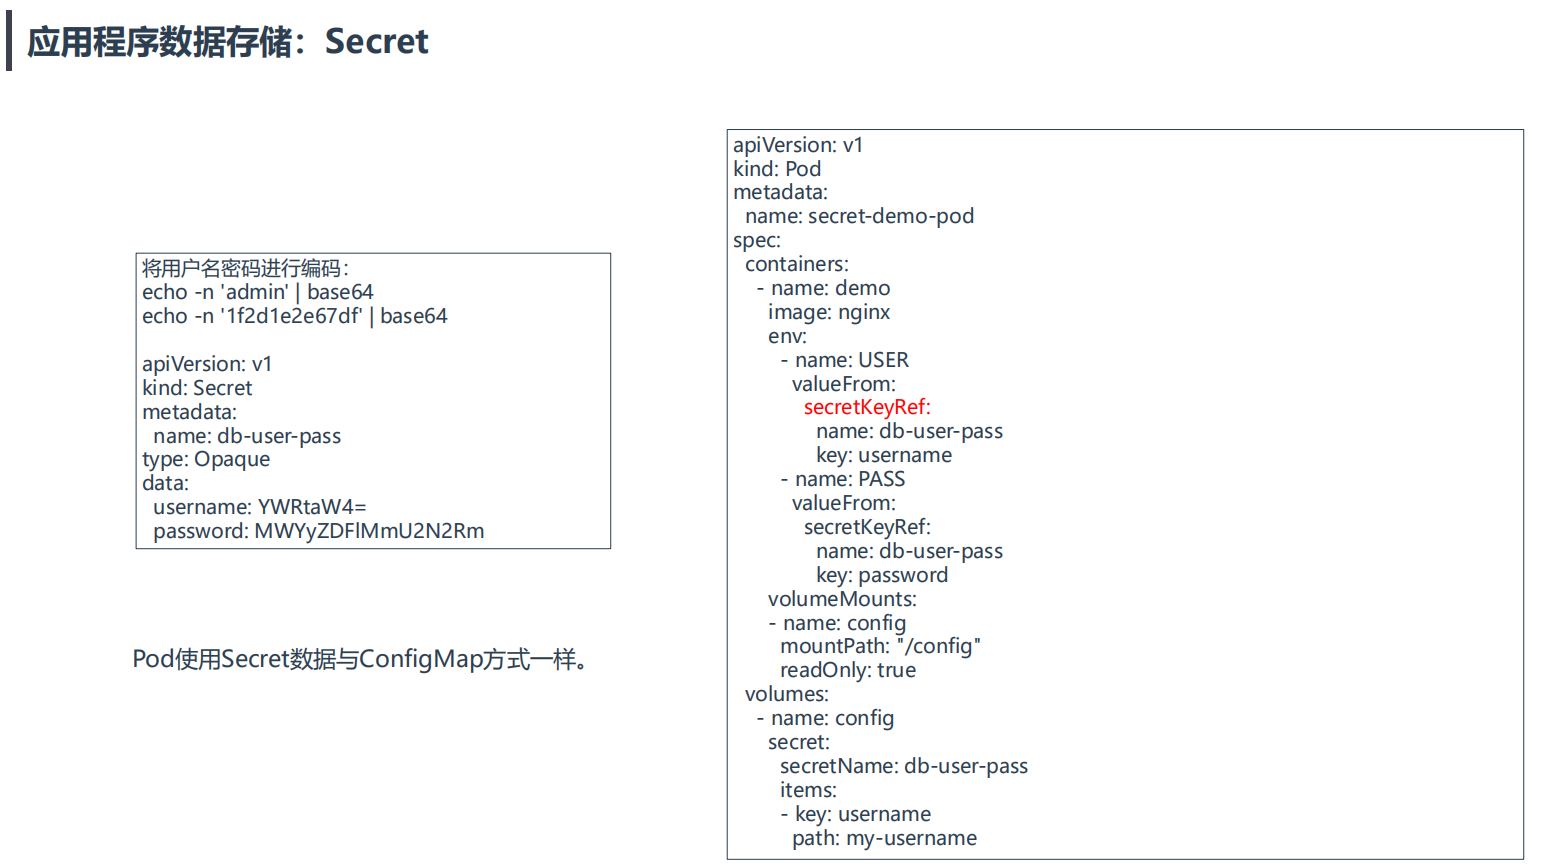 应用程序数据存储：Secret
将用户名密码进行编码：
echo -n 'admin' | base64
echo -n '1f2d1e2e67df' | base64
apiVersion: v1
kind: Secret
metadata:
  name: db-user-pass
type: Opaque
data:
  username: YWRtaW4=
  password: MWYyZDFlMmU2N2Rm
Pod使用Secret数据与ConfigMap方式一样。
apiVersion: v1
kind: Pod
metadata:
  name: secret-demo-pod
spec:
  containers:
    - name: demo
      image: nginx
      env:
        - name: USER
          valueFrom:
            secretKeyRef:
              name: db-user-pass
              key: username
        - name: PASS
          valueFrom:
            secretKeyRef:
              name: db-user-pass
              key: password
      volumeMounts:
      - name: config
        mountPath: "/config"
        readOnly: true
  volumes:
    - name: config
      secret:
        secretName: db-user-pass
        items:
        - key: username
          path: my-username